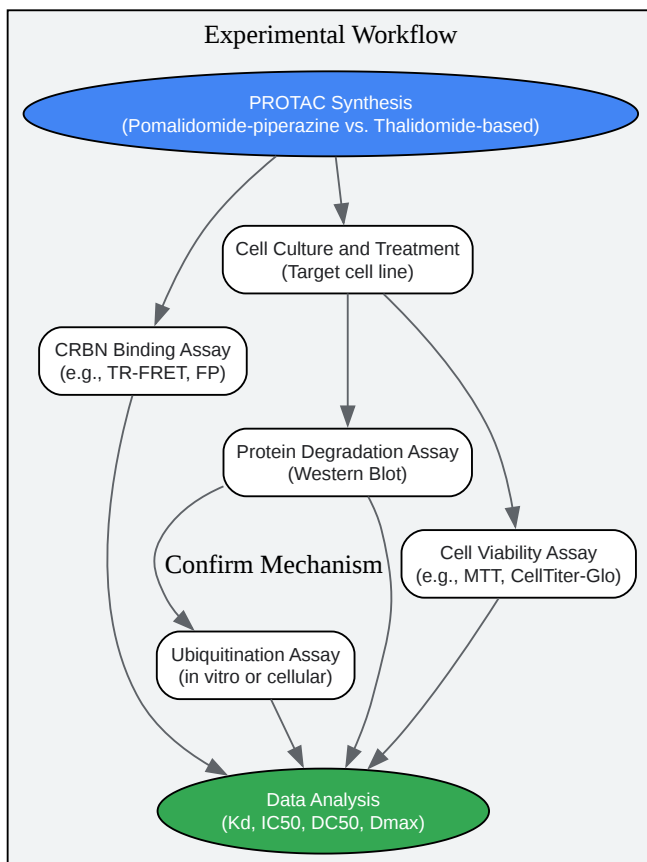 Experimental Workflow
PROTAC Synthesis
(Pomalidomide-piperazine vs. Thalidomide-based)
Cell Culture and Treatment
(Target cell line)
CRBN Binding Assay
(e.g., TR-FRET, FP)
Protein Degradation Assay
(Western Blot)
Confirm Mechanism
Cell Viability Assay
(e.g., MTT, CellTiter-Glo)
Ubiquitination Assay
(in vitro or cellular)
Data Analysis
(Kd, IC50, DC50, Dmax)